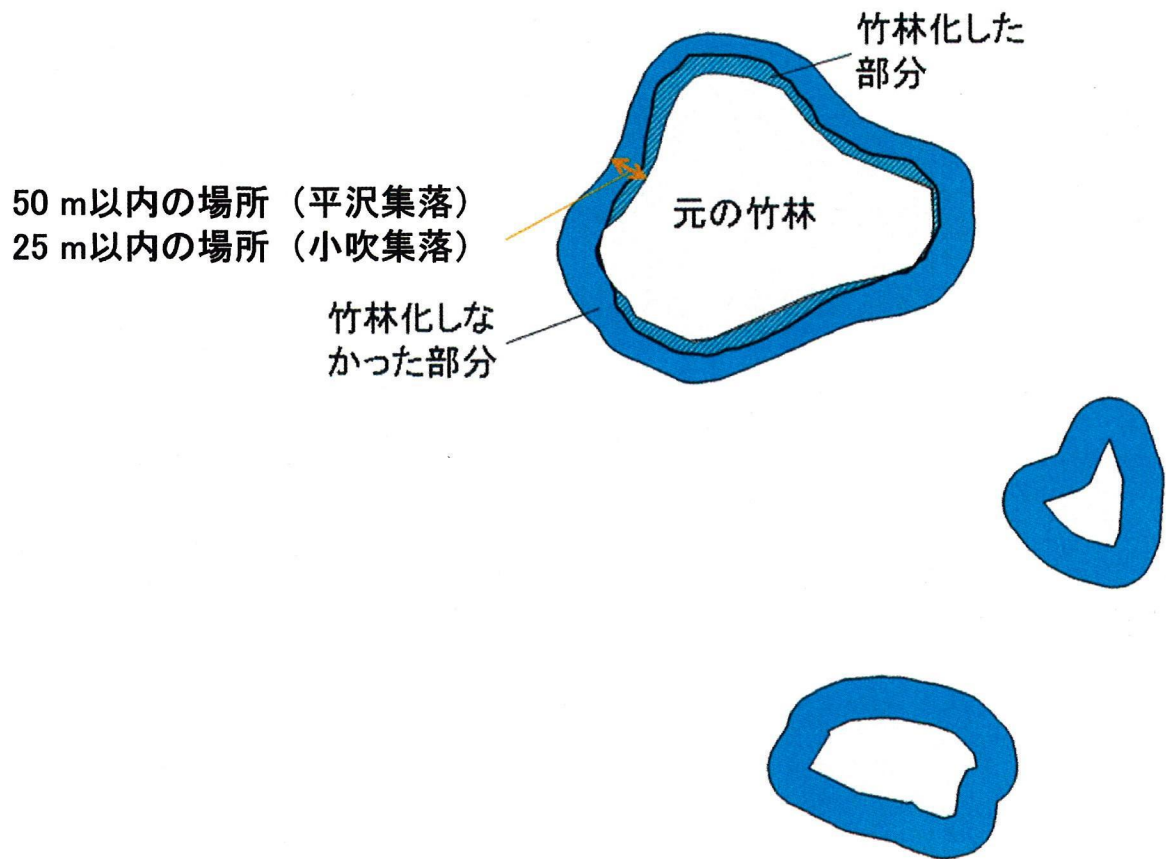 竹林化した
部分
50 m以内の場所（平沢集落）
25 m以内の場所（小吹集落）
元の竹林
竹林化しな
かった部分